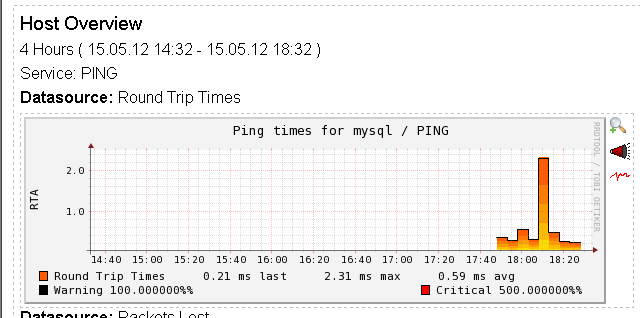 Host Overview
4 Hours ( 15.05.12 14:32 - 15.05.12 18:32 )
Service: PING
Datasource: Round Trip Times
Ping times for mysql / PING
RRDTOOL / TOBI OETIKER
RTA
2.0
1.0
14:40 15:00 15:20 15:40 16:00 16:20 16:40 17:00 17:20 17:40 18:00 18:20
Round Trip Times 0.21 ms last 2.31 ms max 0.59 ms avg
Warning 100.000000%% Critical 500.000000%%
Datasource: Packets Lost